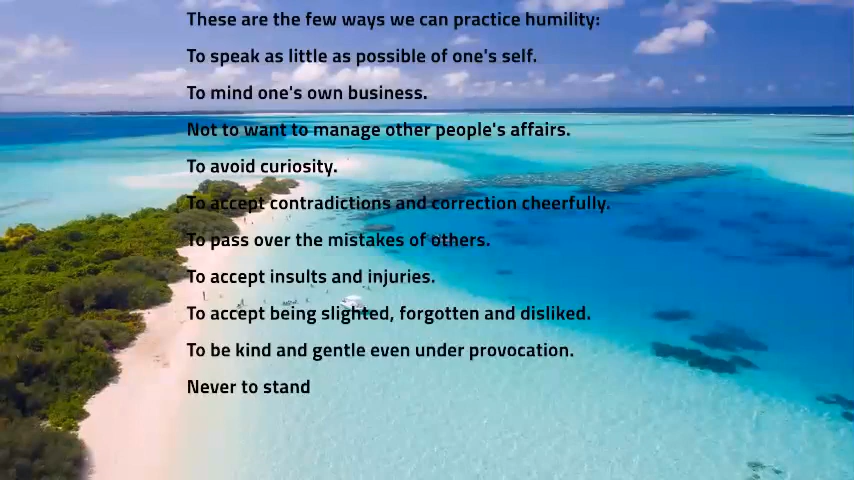 These are the few ways we can practice humility:
To speak as little as possible of one's self.
To mind one's own business.
Not to want to manage other people's affairs.
To avoid curiosity.
To accept contradictions and correction cheerfully.
To pass over the mistakes of others.
To accept insults and injuries.
To accept being slighted, forgotten and disliked.
To be kind and gentle even under provocation.
Never to stand